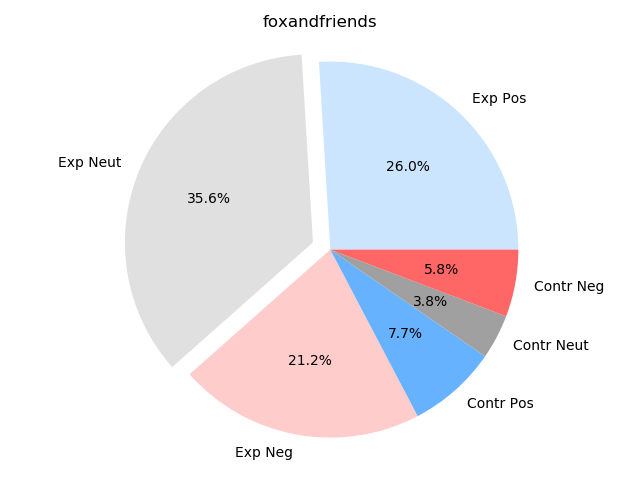 foxandfriends
Exp Pos
26.0%
Exp Neut
35.6%
Exp Neg
21.2%
Contr Pos
7.7%
Contr Neut
3.8%
Contr Neg
5.8%